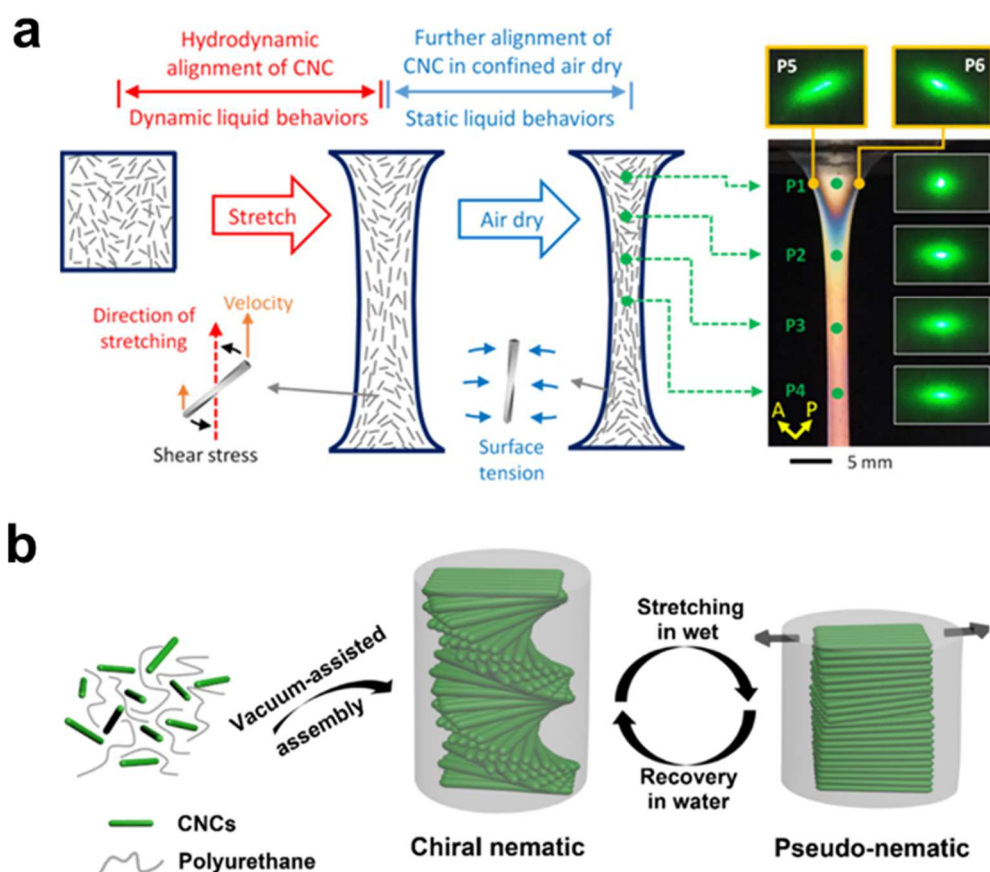 a
Hydrodynamic
alignment of CNC
Dynamic liquid behaviors
Further alignment of
CNC in confined air dry
Static liquid behaviors
P5
P6
Stretch
Air dry
P1
P2
P3
P4
Direction of
stretching
Velocity
Shear stress
Surface
tension
A
P
5 mm
b
Vacuum-assisted
assembly
Stretching
in wet
Recovery
in water
CNCs
Polyurethane
Chiral nematic
Pseudo-nematic